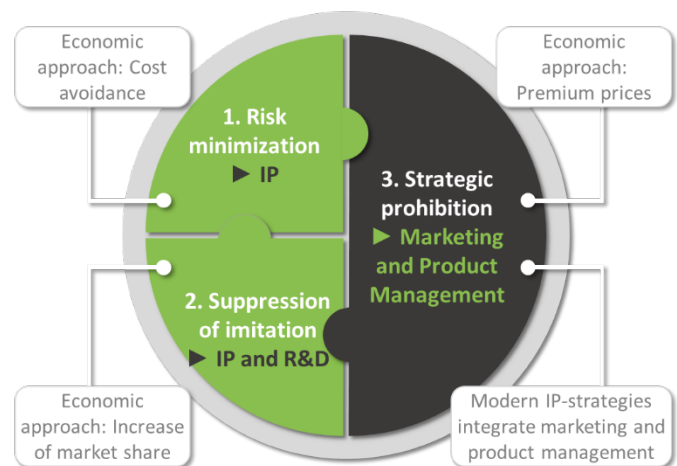 Economic
approach: Cost
avoidance
Economic
approach:
Premium prices
1. Risk
minimization
► IP
3. Strategic
prohibition
► Marketing
and Product
Management
2. Suppression
of imitation
► IP and R&D
Economic
approach: Increase
of market share
Modern IP-strategies
integrate marketing and
product management